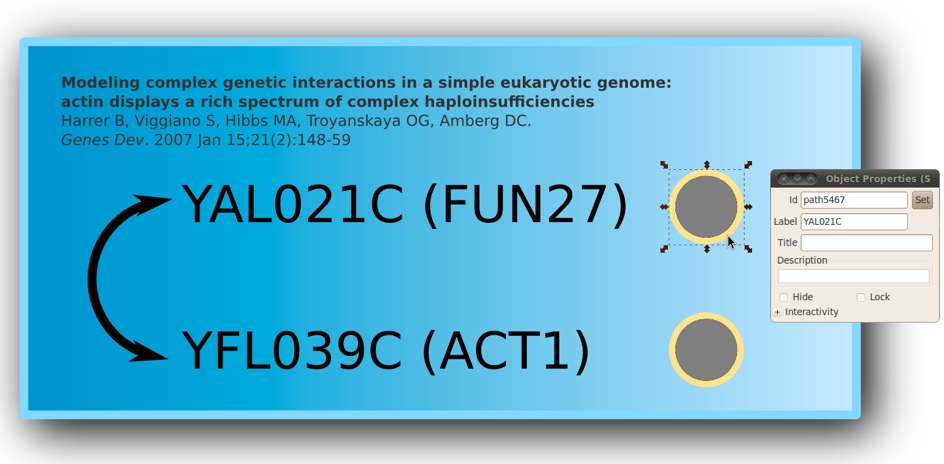 Modeling complex genetic interactions in a simple eukaryotic genome:
actin displays a rich spectrum of complex haploinsufficiencies
Harrer B, Viggiano S, Hibbs MA, Troyanskaya OG, Amberg DC.
Genes Dev. 2007 Jan 15;21(2):148-59
YAL021C (FUN27)
YFL039C (ACT1)
Object Properties (S
Id path5467 Set
Label YAL021C
Title
Description
Hide Lock
Interactivity